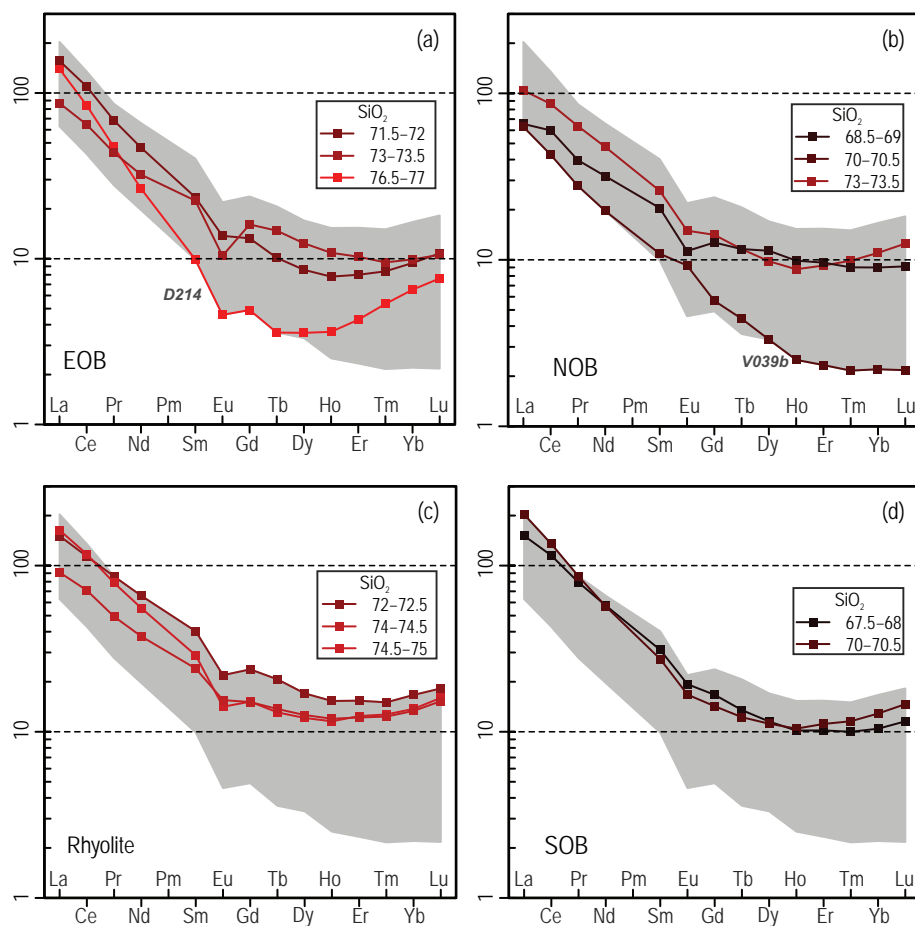 (a)
100
10
1
SiO₂
71.5–72
73–73.5
76.5–77
D214
EOB
La Pr Pm Eu Tb Ho Tm Lu
Ce Nd Sm Gd Dy Er Yb
(b)
100
10
1
SiO₂
68.5–69
70–70.5
73–73.5
V039b
NOB
La Pr Pm Eu Tb Ho Tm Lu
Ce Nd Sm Gd Dy Er Yb
(c)
100
10
1
SiO₂
72–72.5
74–74.5
74.5–75
Rhyolite
La Pr Pm Eu Tb Ho Tm Lu
Ce Nd Sm Gd Dy Er Yb
(d)
100
10
1
SiO₂
67.5–68
70–70.5
SOB
La Pr Pm Eu Tb Ho Tm Lu
Ce Nd Sm Gd Dy Er Yb